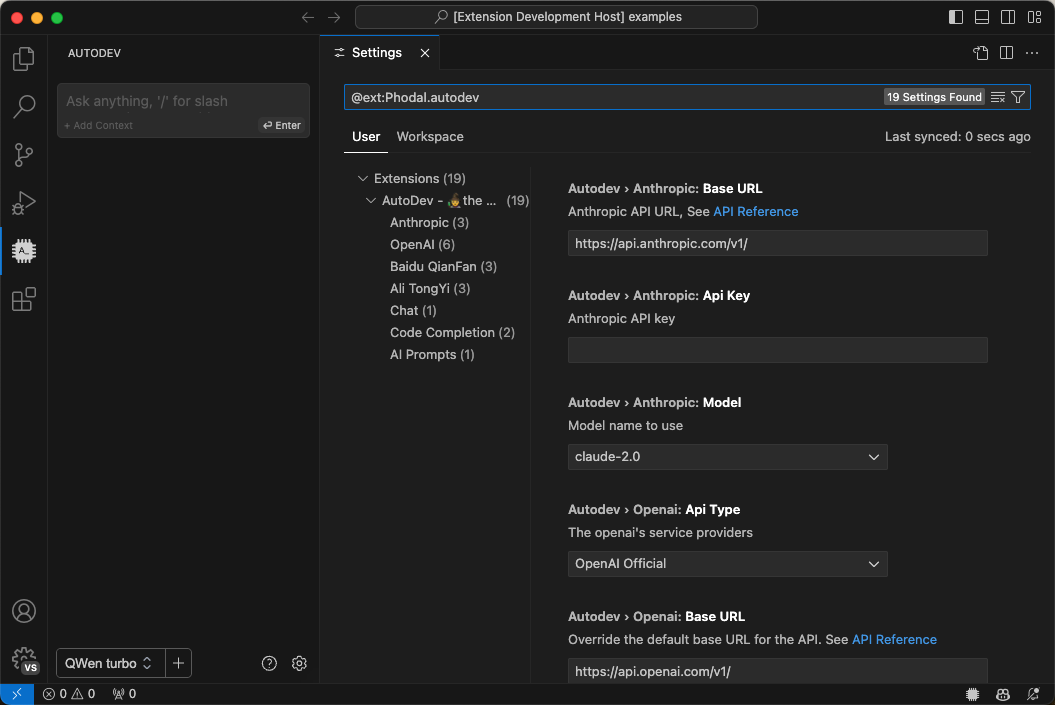 [Extension Development Host] examples
AUTODEV
Ask anything, '/' for slash
+ Add Context
Enter
QWen turbo
Settings
@ext:Phodal.autodev
19 Settings Found
User
Workspace
Last synced: 0 secs ago
Extensions (19)
AutoDev - 🧙the ... (19)
Anthropic (3)
OpenAI (6)
Baidu QianFan (3)
Ali TongYi (3)
Chat (1)
Code Completion (2)
AI Prompts (1)
Autodev › Anthropic: Base URL
Anthropic API URL, See API Reference
https://api.anthropic.com/v1/
Autodev › Anthropic: Api Key
Anthropic API key
Autodev › Anthropic: Model
Model name to use
claude-2.0
Autodev › Openai: Api Type
The openai's service providers
OpenAI Official
Autodev › Openai: Base URL
Override the default base URL for the API. See API Reference
https://api.openai.com/v1/
VS
0 0 0